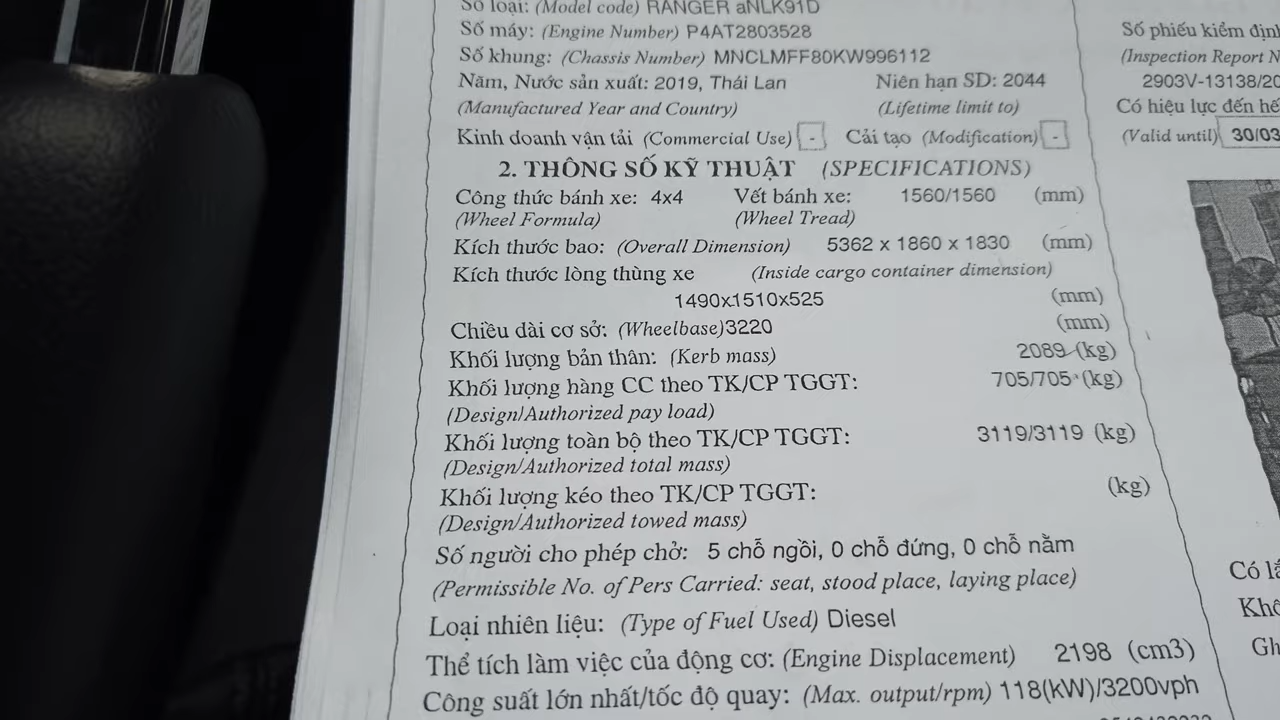 Số loại: (Model code) RANGER aNLK91D
Số máy: (Engine Number) P4AT2803528
Số khung: (Chassis Number) MNCLMFF80KW996112
Năm, Nước sản xuất: 2019, Thái Lan Niên hạn SD: 2044
(Manufactured Year and Country) (Lifetime limit to)
Kinh doanh vận tải (Commercial Use) - Cải tạo (Modification) -
2. THÔNG SỐ KỸ THUẬT (SPECIFICATIONS)
Công thức bánh xe: 4x4 Vết bánh xe: 1560/1560 (mm)
(Wheel Formula) (Wheel Tread)
Kích thước bao: (Overall Dimension) 5362 x 1860 x 1830 (mm)
Kích thước lòng thùng xe (Inside cargo container dimension)
1490x1510x525 (mm)
Chiều dài cơ sở: (Wheelbase)3220 (mm)
Khối lượng bản thân: (Kerb mass) 2089 (kg)
Khối lượng hàng CC theo TK/CP TGGT: 705/705 (kg)
(Design/Authorized pay load)
Khối lượng toàn bộ theo TK/CP TGGT: 3119/3119 (kg)
(Design/Authorized total mass)
Khối lượng kéo theo TK/CP TGGT: (kg)
(Design/Authorized towed mass)
Số người cho phép chở: 5 chỗ ngồi, 0 chỗ đứng, 0 chỗ nằm
(Permissible No. of Pers Carried: seat, stood place, laying place)
Loại nhiên liệu: (Type of Fuel Used) Diesel
Thể tích làm việc của động cơ: (Engine Displacement) 2198 (cm3)
Công suất lớn nhất/tốc độ quay: (Max. output/rpm) 118(kW)/3200vph
Số phiếu kiểm định
(Inspection Report N
2903V-13138/20
Có hiệu lực đến hế
(Valid until) 30/03
Có lắ
Khô
Gh